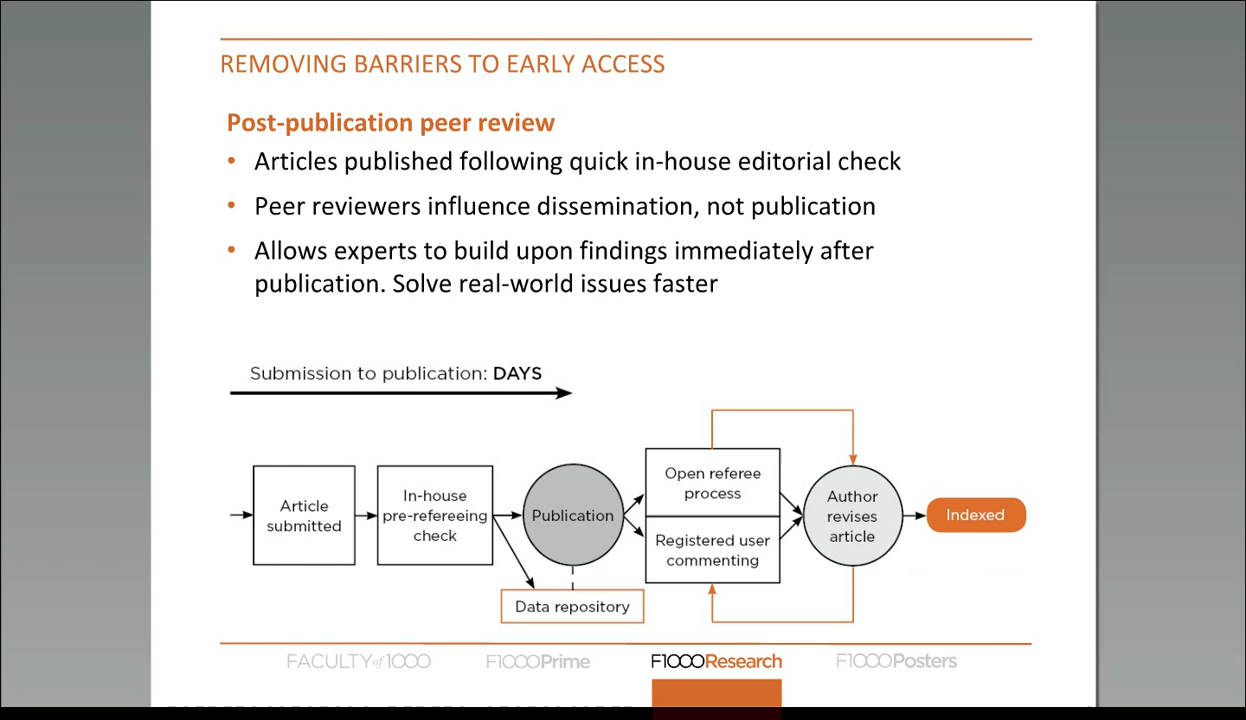 REMOVING BARRIERS TO EARLY ACCESS
Post-publication peer review
• Articles published following quick in-house editorial check
• Peer reviewers influence dissemination, not publication
• Allows experts to build upon findings immediately after
publication. Solve real-world issues faster
Submission to publication: DAYS
Article
submitted
In-house
pre-refereeing
check
Publication
Data repository
Open referee
process
Registered user
commenting
Author
revises
article
Indexed
FACULTY of 1000
F1000Prime
F1000Research
F1000Posters